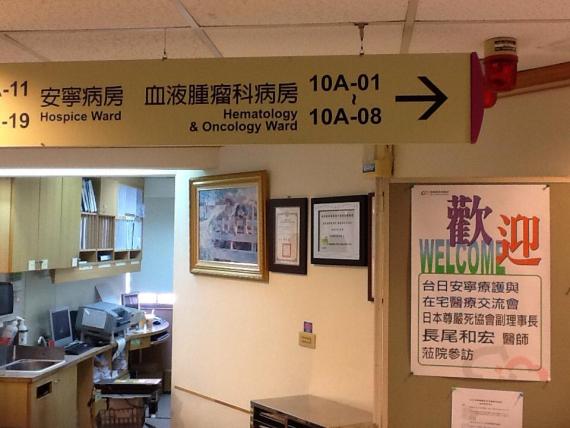 -11
-19
安寧病房
Hospice Ward
血液腫瘤科病房
Hematology
& Oncology Ward
10A-01
~
10A-08
歡迎
WELCOME
台日安寧療護與
在宅醫療交流會
日本尊嚴死協會副理事長
長尾和宏 醫師
蒞院參訪